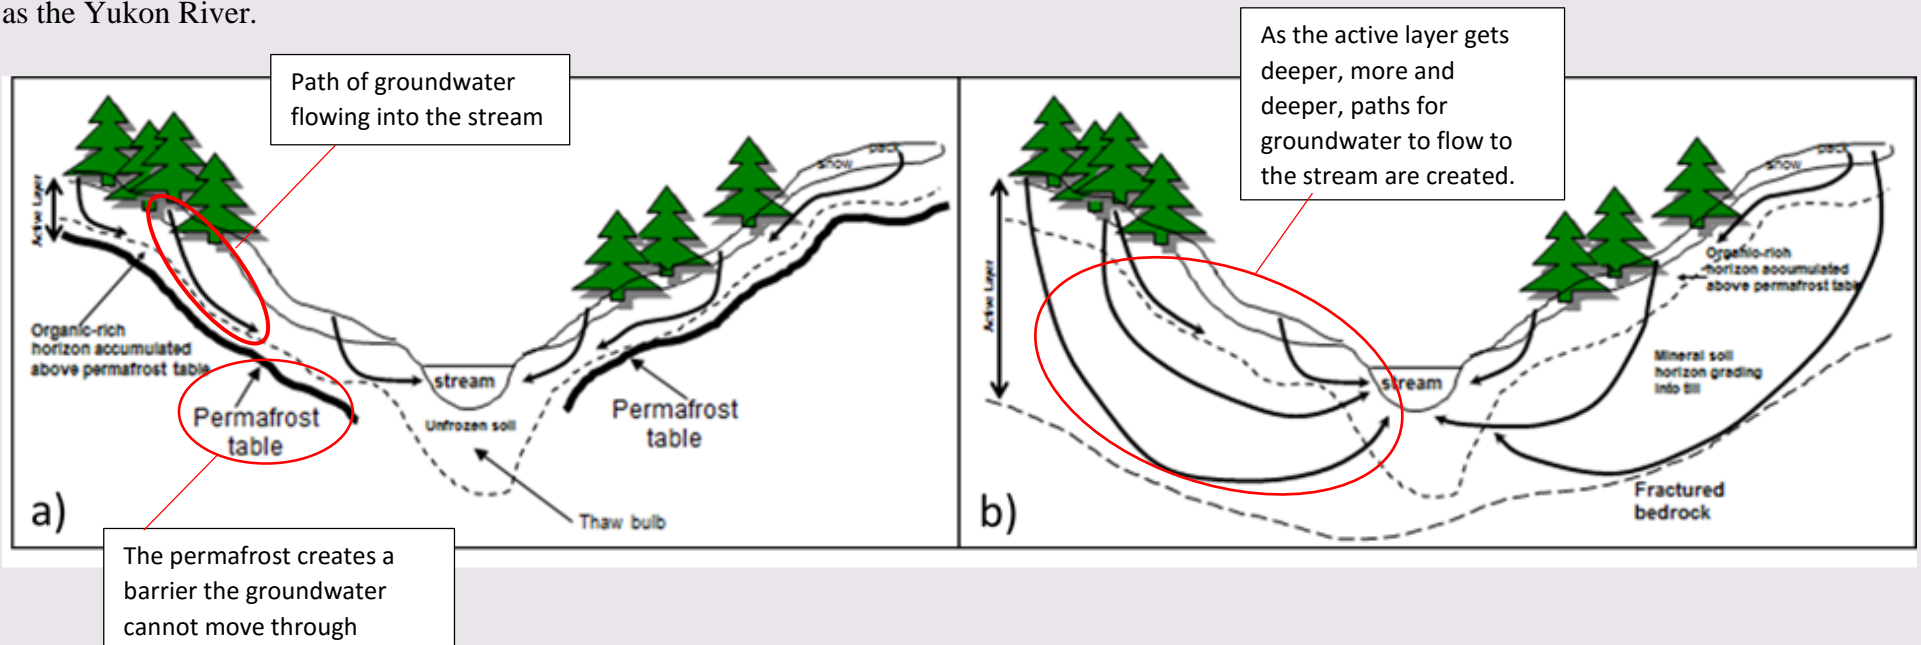 as the Yukon River.
Path of groundwater
flowing into the stream
As the active layer gets
deeper, more and
deeper, paths for
groundwater to flow to
the stream are created.
Active Layer
snow pack
Organic-rich
horizon accumulated
above permafrost table
Permafrost
table
stream
Unfrozen soil
Permafrost
table
Thaw bulb
a)
The permafrost creates a
barrier the groundwater
cannot move through
Active Layer
snow pack
Organic-rich
horizon accumulated
above permafrost table
Mineral soil
horizon grading
into till
stream
Fractured
bedrock
b)